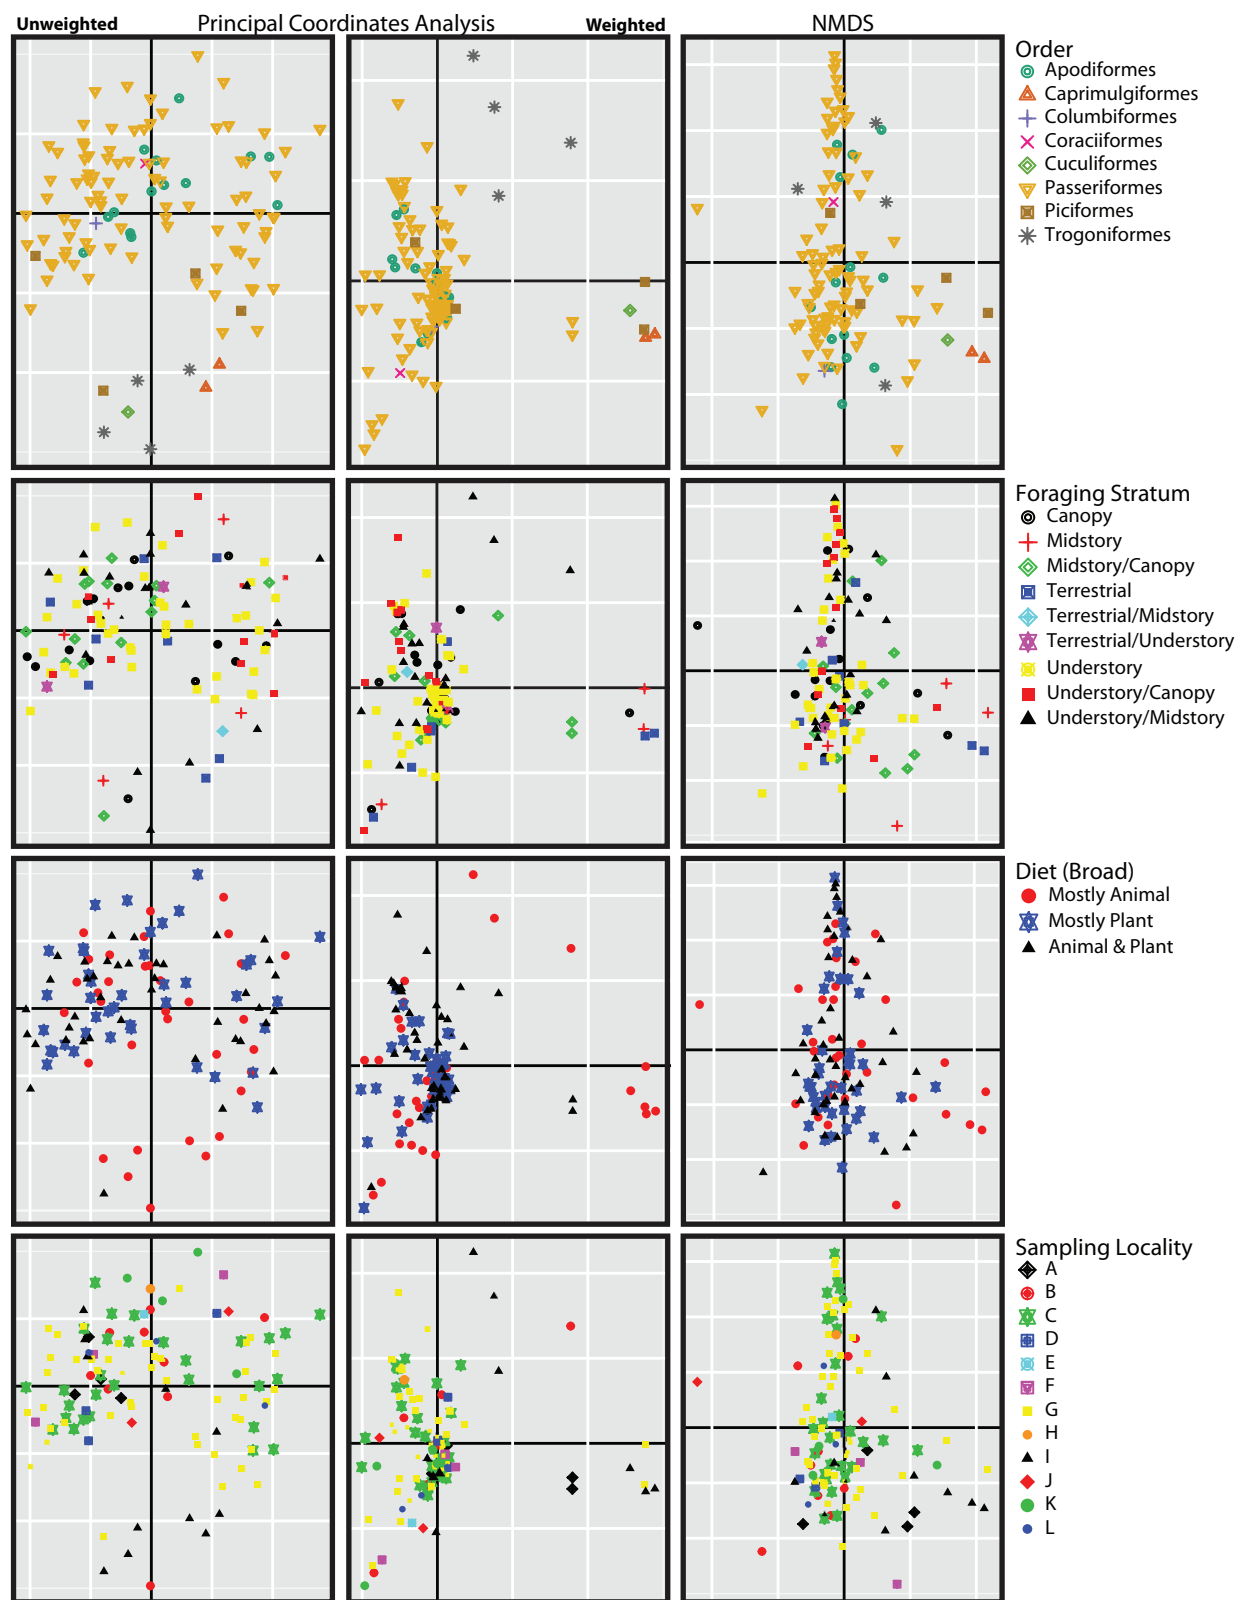 Unweighted
Principal Coordinates Analysis
Weighted
NMDS
Order
Apodiformes
Caprimulgiformes
Columbiformes
Coraciiformes
Cuculiformes
Passeriformes
Piciformes
Trogoniformes
Foraging Stratum
Canopy
Midstory
Midstory/Canopy
Terrestrial
Terrestrial/Midstory
Terrestrial/Understory
Understory
Understory/Canopy
Understory/Midstory
Diet (Broad)
Mostly Animal
Mostly Plant
Animal & Plant
Sampling Locality
A
B
C
D
E
F
G
H
I
J
K
L